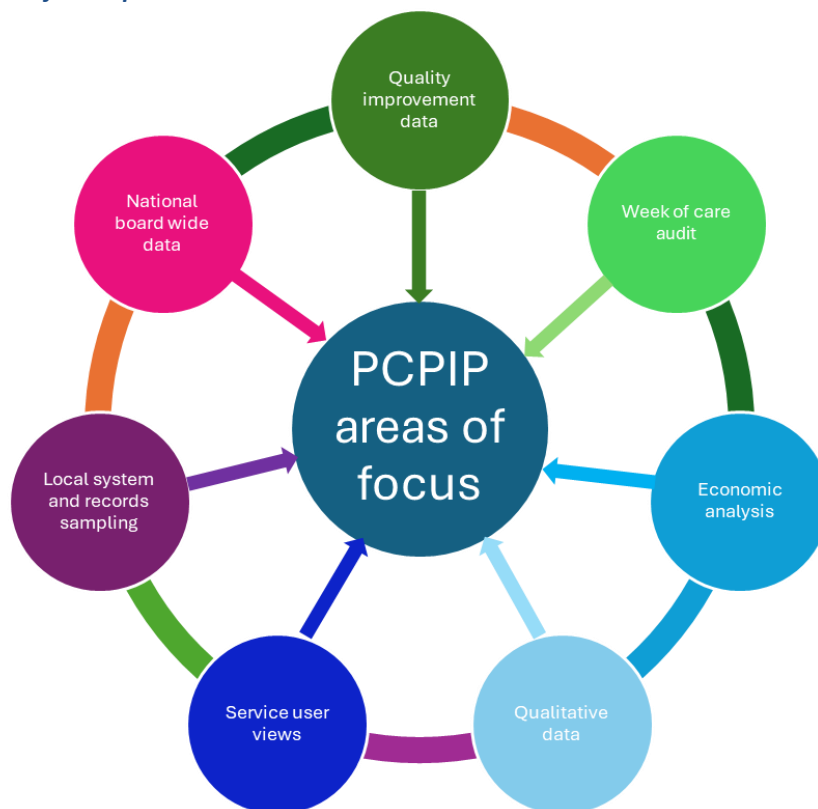 Quality
improvement
data
National
board wide
data
Week of care
audit
PCPIP
areas of
focus
Local system
and records
sampling
Economic
analysis
Service user
views
Qualitative
data